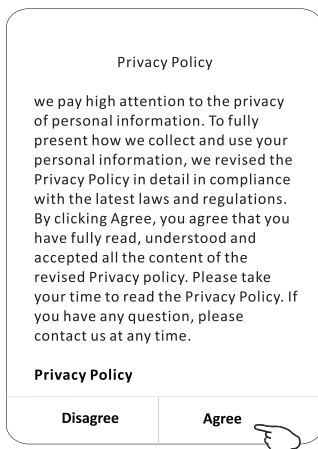 Privacy Policy
we pay high attention to the privacy
of personal information. To fully
present how we collect and use your
personal information, we revised the
Privacy Policy in detail in compliance
with the latest laws and regulations.
By clicking Agree, you agree that you
have fully read, understood and
accepted all the content of the
revised Privacy policy. Please take
your time to read the Privacy Policy. If
you have any question, please
contact us at any time.
Privacy Policy
Disagree Agree